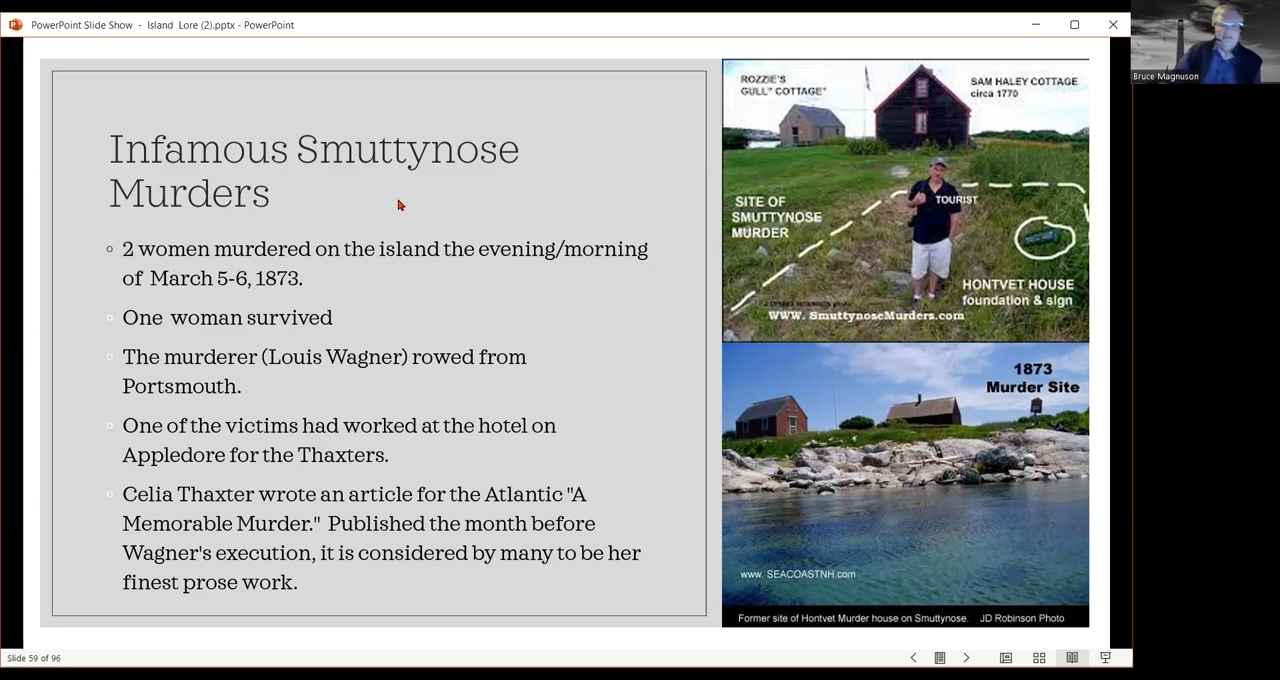 PowerPoint Slide Show - Island Lore (2).pptx - PowerPoint
Bruce Magnuson
Infamous Smuttynose
Murders
2 women murdered on the island the evening/morning
of March 5-6, 1873.
One woman survived
The murderer (Louis Wagner) rowed from
Portsmouth.
One of the victims had worked at the hotel on
Appledore for the Thaxters.
Celia Thaxter wrote an article for the Atlantic "A
Memorable Murder." Published the month before
Wagner's execution, it is considered by many to be her
finest prose work.
ROZZIE'S
GULL" COTTAGE"
SAM HALEY COTTAGE
circa 1770
SITE OF
SMUTTYNOSE
MURDER
TOURIST
HONTVET HOUSE
foundation & sign
WWW. SmuttynoseMurders.com
1873
Murder Site
www. SEACOASTNH.com
Former site of Hontvet Murder house on Smuttynose. JD Robinson Photo
Slide 59 of 96